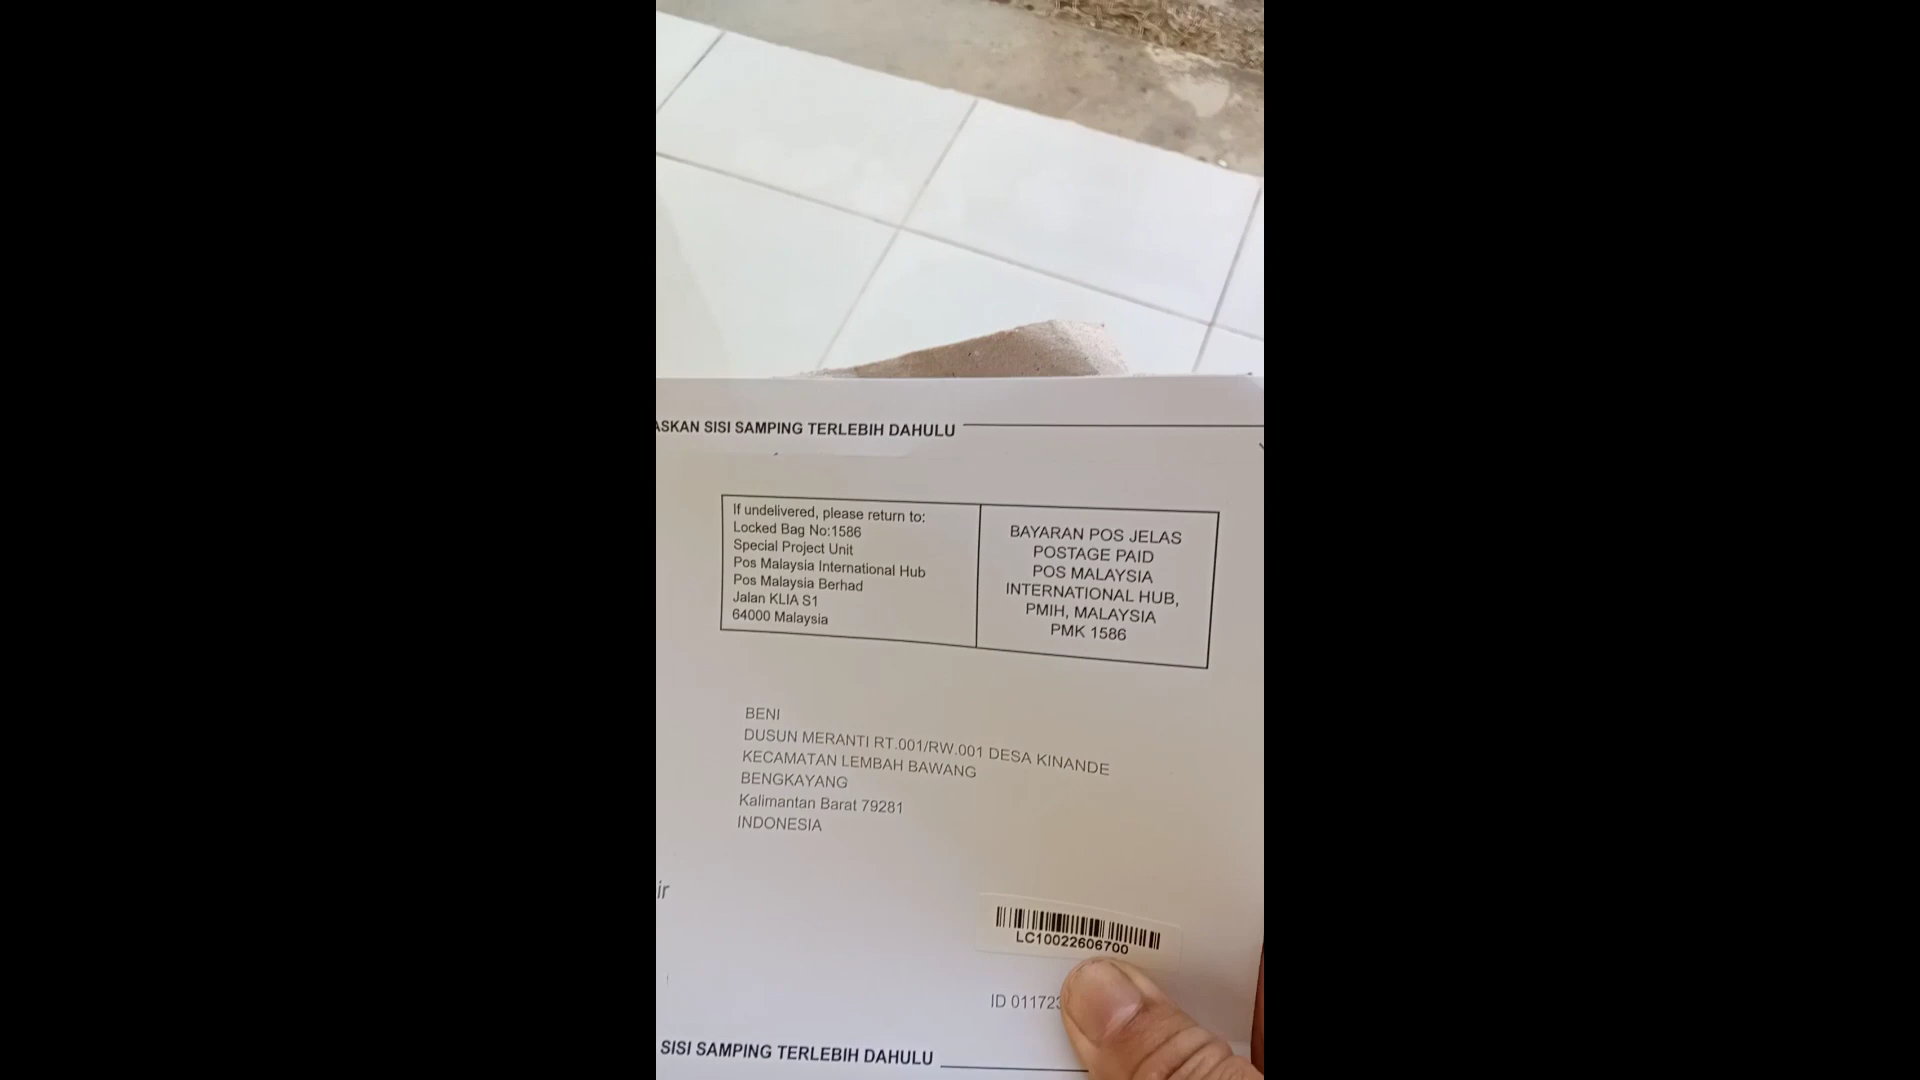 SISI SAMPING TERLEBIH DAHULU
If undelivered, please return to:
Locked Bag No:1586
Special Project Unit
Pos Malaysia International Hub
Pos Malaysia Berhad
Jalan KLIA S1
64000 Malaysia
BAYARAN POS JELAS
POSTAGE PAID
POS MALAYSIA
INTERNATIONAL HUB,
PMIH, MALAYSIA
PMK 1586
BENI
DUSUN MERANTI RT.001/RW.001 DESA KINANDE
KECAMATAN LEMBAH BAWANG
BENGKAYANG
Kalimantan Barat 79281
INDONESIA
ir
LC10022606700
ID 011723
SISI SAMPING TERLEBIH DAHULU